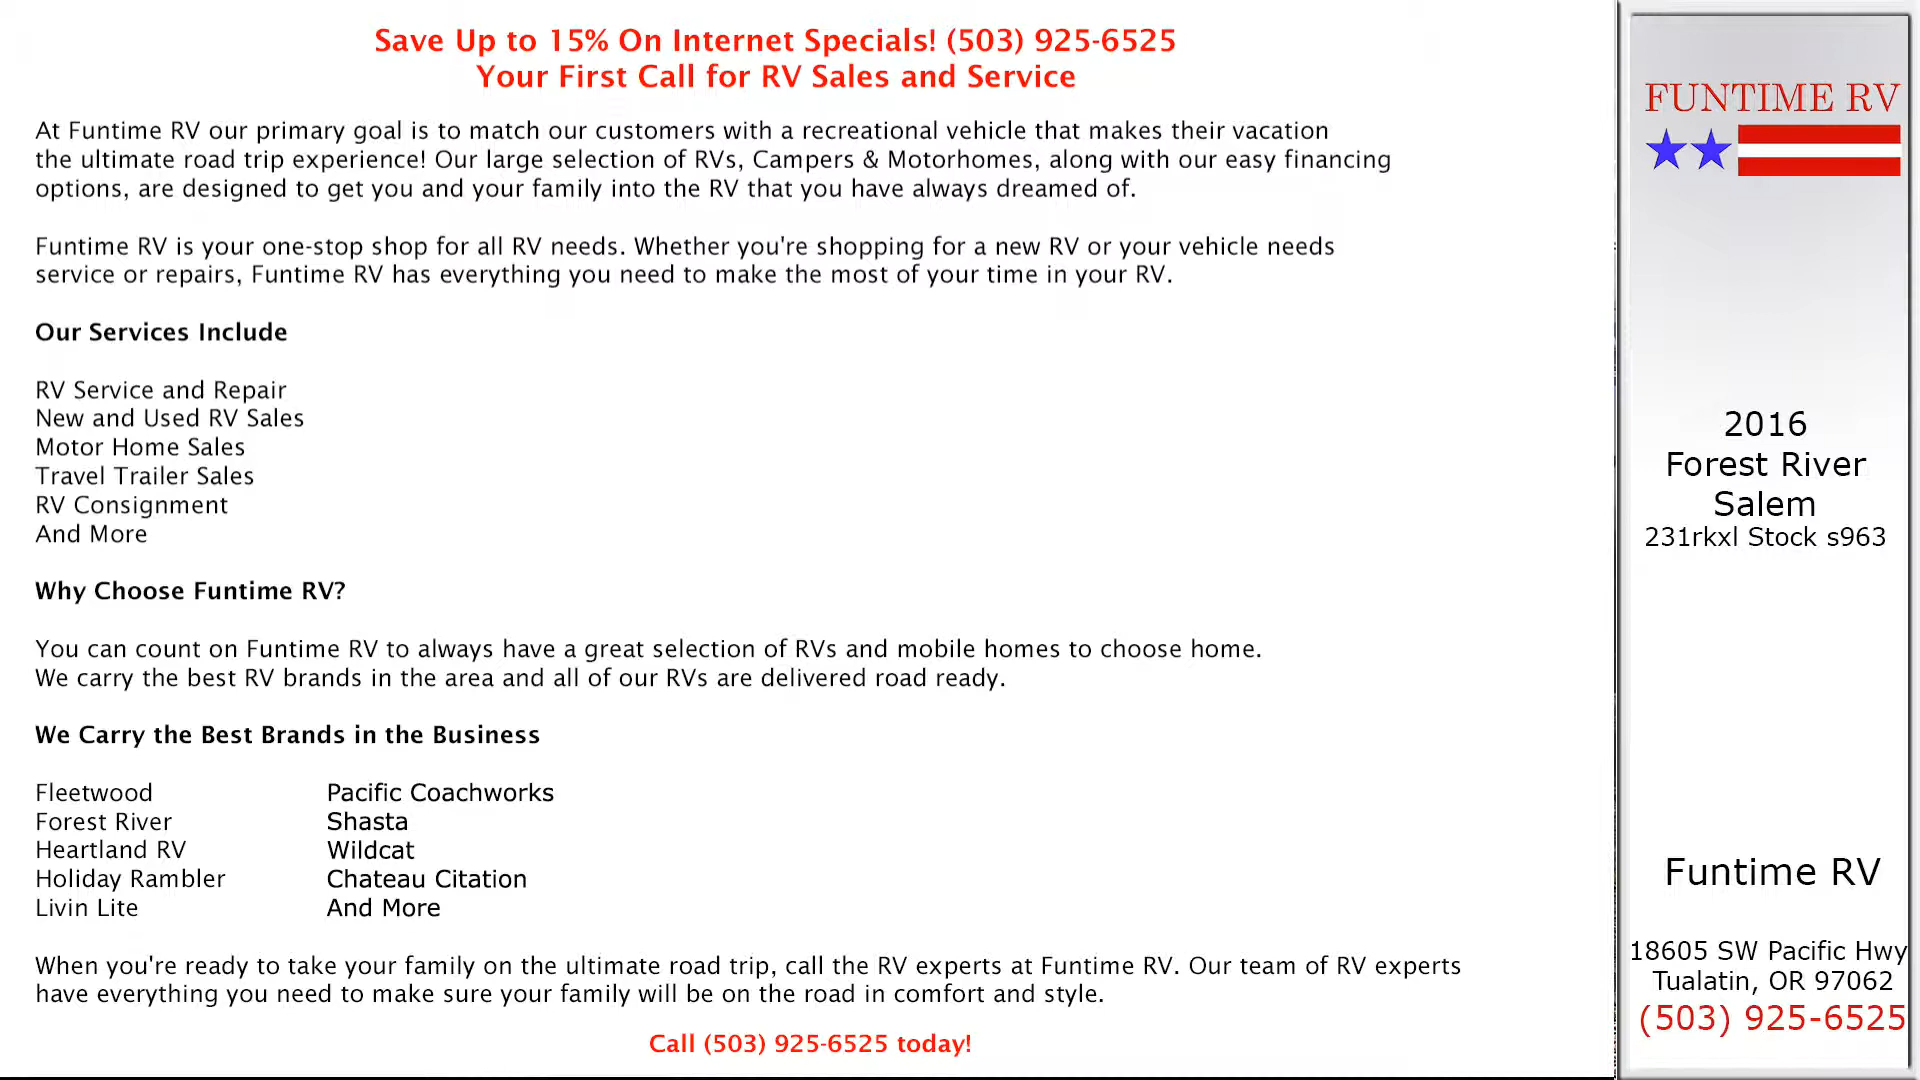 Save Up to 15% On Internet Specials! (503) 925-6525
Your First Call for RV Sales and Service
At Funtime RV our primary goal is to match our customers with a recreational vehicle that makes their vacation
the ultimate road trip experience! Our large selection of RVs, Campers & Motorhomes, along with our easy financing
options, are designed to get you and your family into the RV that you have always dreamed of.
Funtime RV is your one-stop shop for all RV needs. Whether you're shopping for a new RV or your vehicle needs
service or repairs, Funtime RV has everything you need to make the most of your time in your RV.
Our Services Include
RV Service and Repair
New and Used RV Sales
Motor Home Sales
Travel Trailer Sales
RV Consignment
And More
Why Choose Funtime RV?
You can count on Funtime RV to always have a great selection of RVs and mobile homes to choose home.
We carry the best RV brands in the area and all of our RVs are delivered road ready.
We Carry the Best Brands in the Business
Fleetwood
Forest River
Heartland RV
Holiday Rambler
Livin Lite
Pacific Coachworks
Shasta
Wildcat
Chateau Citation
And More
When you're ready to take your family on the ultimate road trip, call the RV experts at Funtime RV. Our team of RV experts
have everything you need to make sure your family will be on the road in comfort and style.
Call (503) 925-6525 today!
FUNTIME RV
2016
Forest River
Salem
231rkxl Stock s963
Funtime RV
18605 SW Pacific Hwy
Tualatin, OR 97062
(503) 925-6525